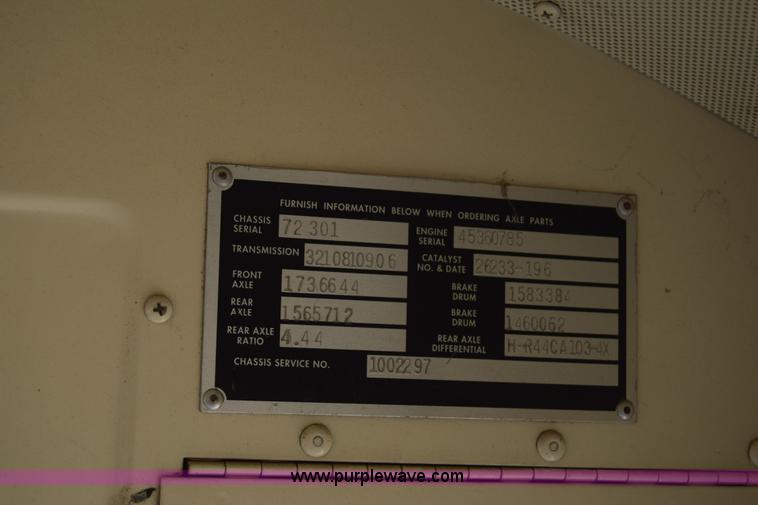 FURNISH INFORMATION BELOW WHEN ORDERING AXLE PARTS
CHASSIS SERIAL 72 301
ENGINE SERIAL 45360785
TRANSMISSION 3210810906
CATALYST NO. & DATE 26233-196
FRONT AXLE 1736644
BRAKE DRUM 1583384
REAR AXLE 1565712
BRAKE DRUM 1460062
REAR AXLE RATIO 4.44
REAR AXLE DIFFERENTIAL H-R44CA103-4X
CHASSIS SERVICE NO. 1002297
www.purplewave.com